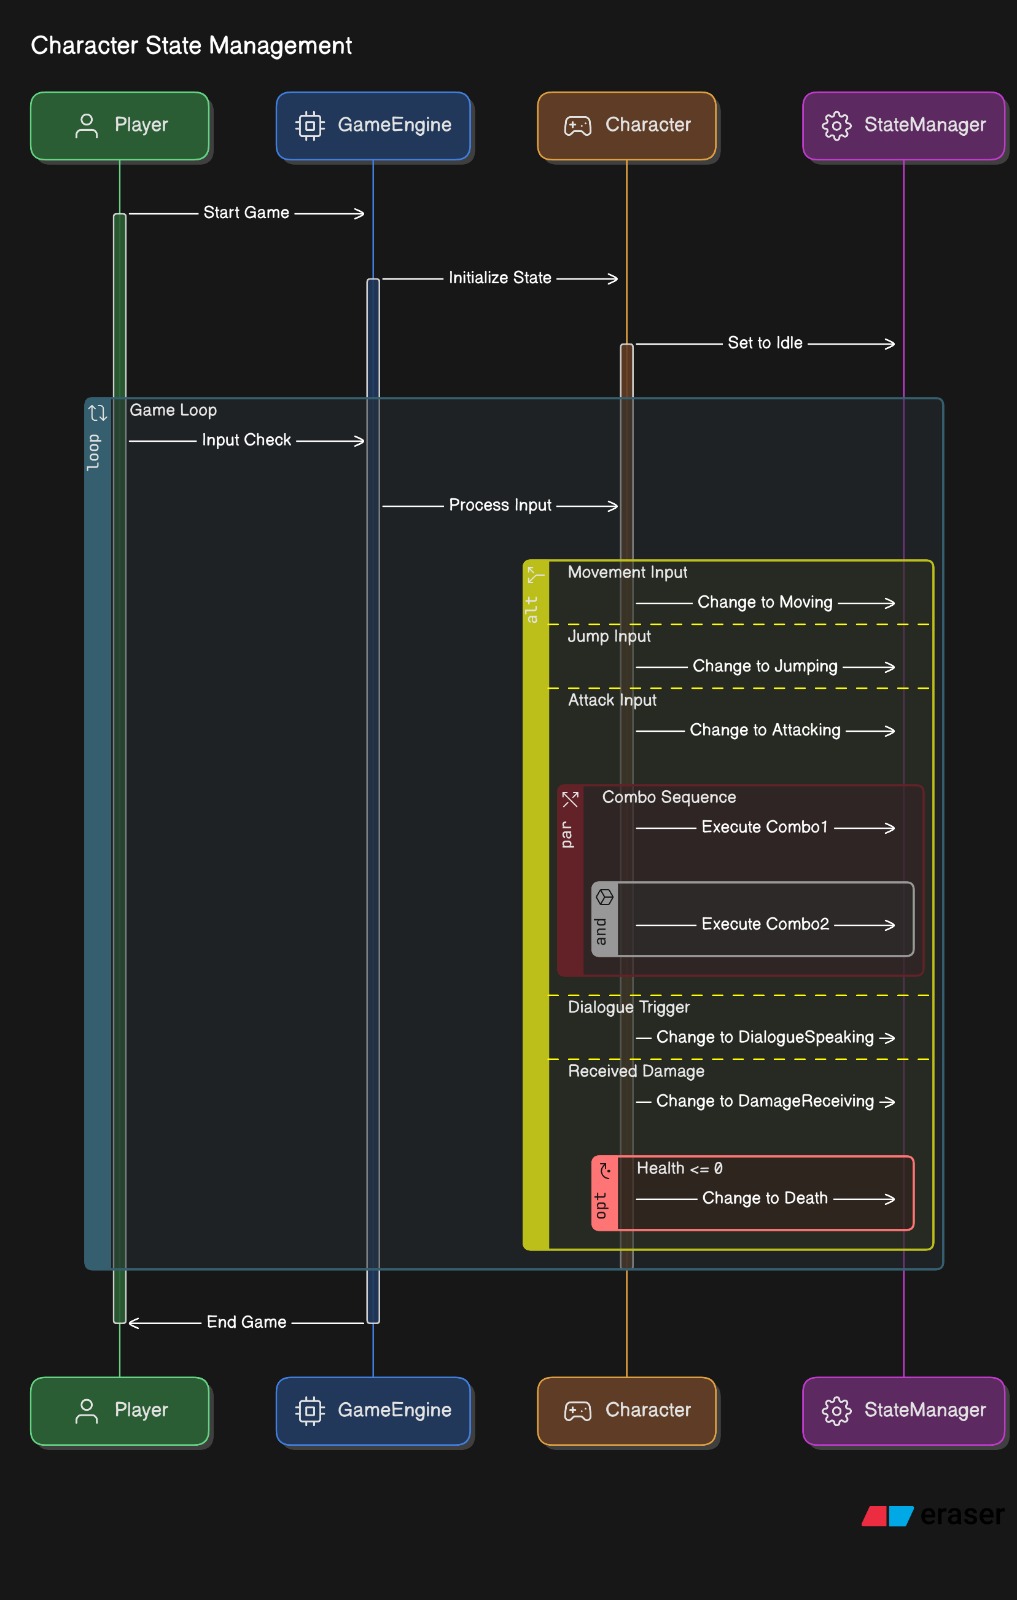 Character State Management
Player
GameEngine
Character
StateManager
Start Game
Initialize State
Set to Idle
loop
Game Loop
Input Check
Process Input
alt
Movement Input
Change to Moving
Jump Input
Change to Jumping
Attack Input
Change to Attacking
par
Combo Sequence
Execute Combo1
and
Execute Combo2
Dialogue Trigger
Change to DialogueSpeaking
Received Damage
Change to DamageReceiving
opt
Health <= 0
Change to Death
End Game
Player
GameEngine
Character
StateManager
eraser